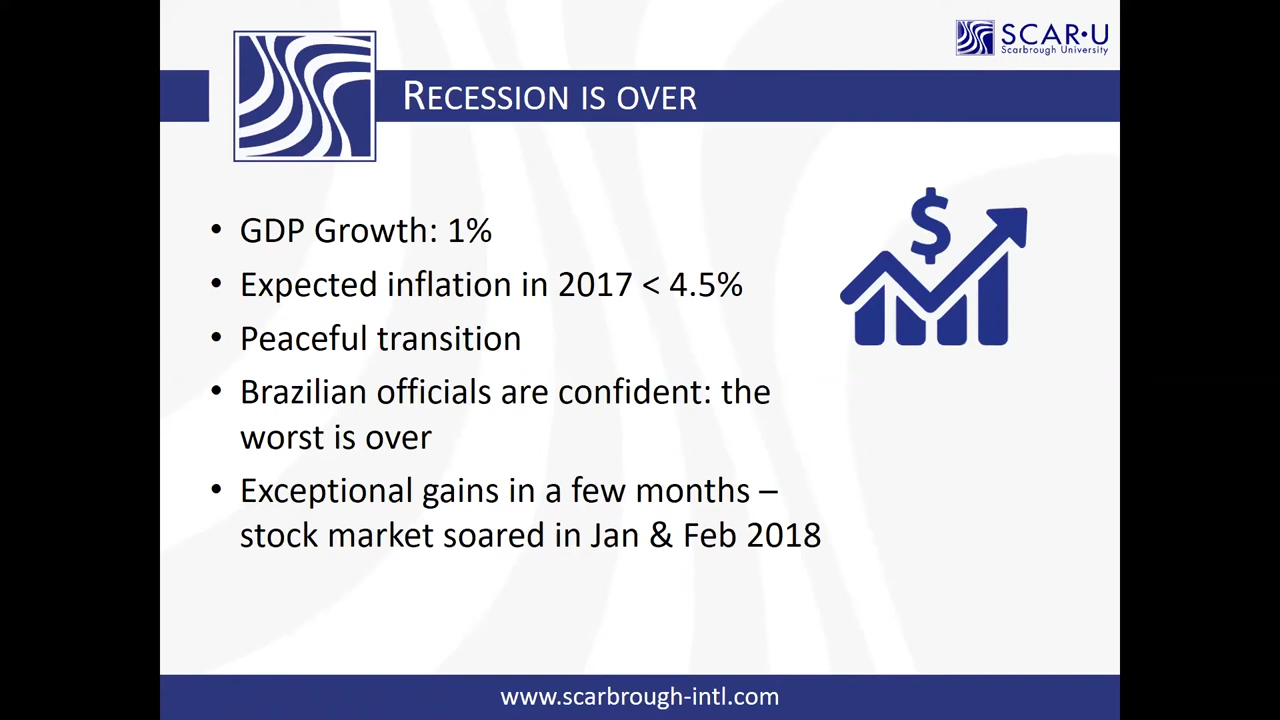 SCAR·U
Scarbrough University
RECESSION IS OVER
• GDP Growth: 1%
• Expected inflation in 2017 < 4.5%
• Peaceful transition
• Brazilian officials are confident: the
worst is over
• Exceptional gains in a few months –
stock market soared in Jan & Feb 2018
$
www.scarbrough-intl.com